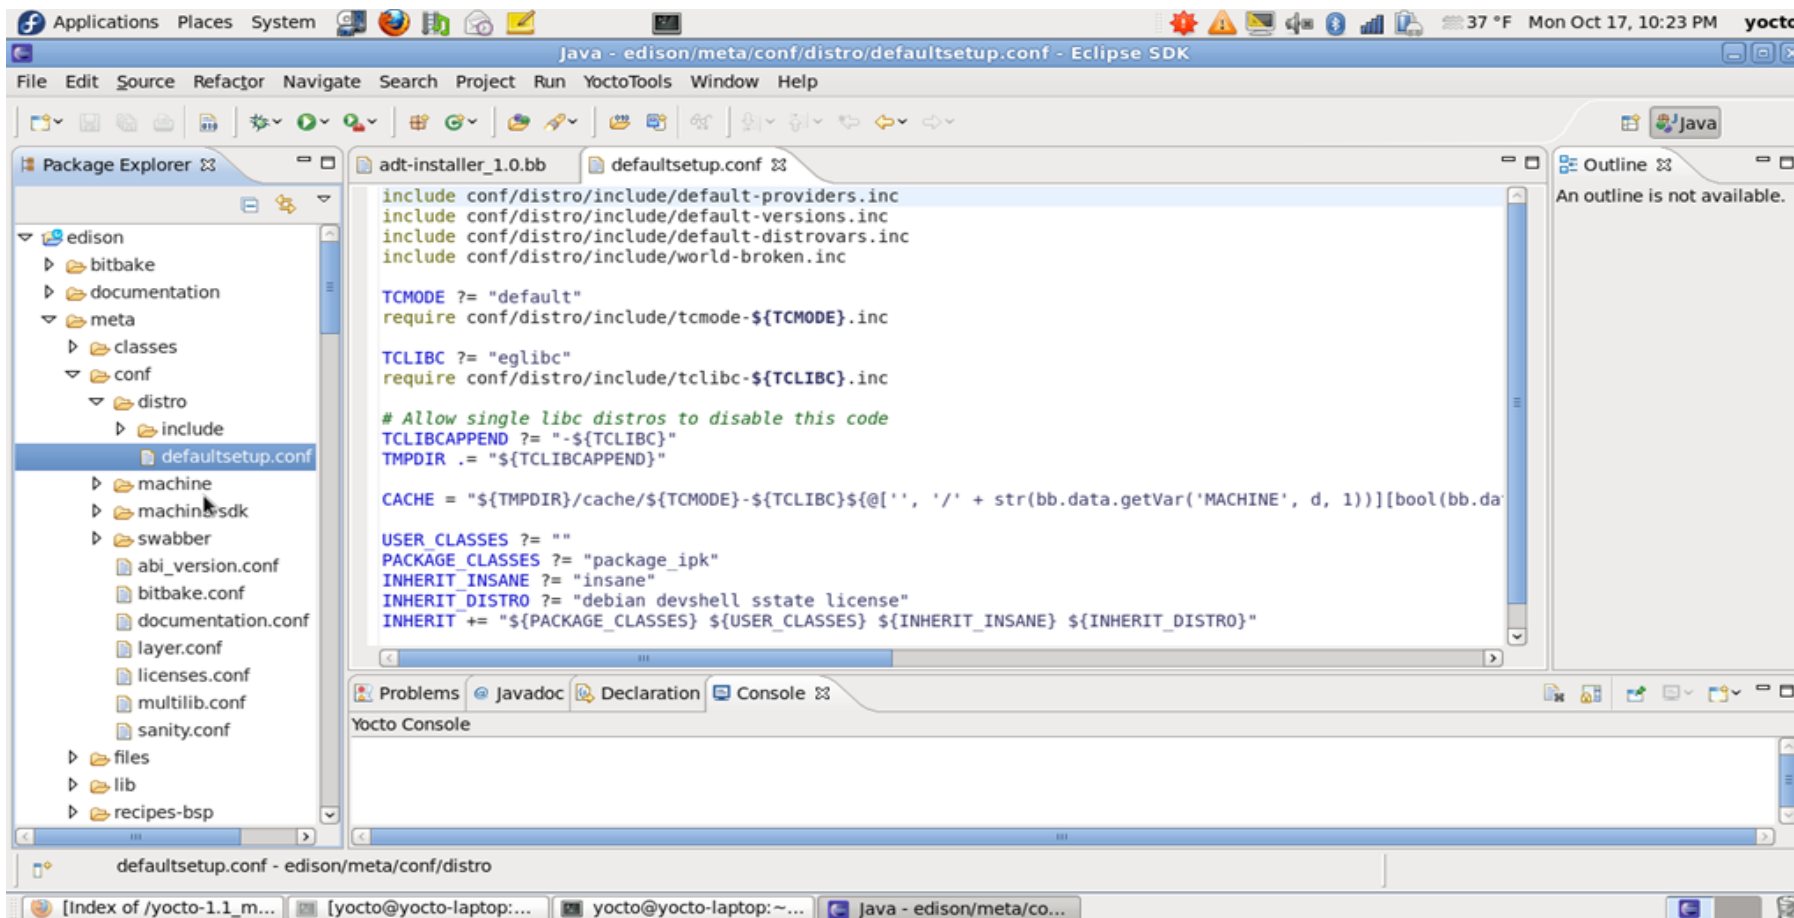 Applications Places System 37 °F Mon Oct 17, 10:23 PM
Java - edison/meta/conf/distro/defaultsetup.conf - Eclipse SDK
File Edit Source Refactor Navigate Search Project Run YoctoTools Window Help
Java
Package Explorer
edison
bitbake
documentation
meta
classes
conf
distro
include
defaultsetup.conf
machine
machine-sdk
swabber
abi_version.conf
bitbake.conf
documentation.conf
layer.conf
licenses.conf
multilib.conf
sanity.conf
files
lib
recipes-bsp
adt-installer_1.0.bb defaultsetup.conf
include conf/distro/include/default-providers.inc
include conf/distro/include/default-versions.inc
include conf/distro/include/default-distrovars.inc
include conf/distro/include/world-broken.inc
TCMODE ?= "default"
require conf/distro/include/tcmode-${TCMODE}.inc
TCLIBC ?= "eglibc"
require conf/distro/include/tclibc-${TCLIBC}.inc
# Allow single libc distros to disable this code
TCLIBCAPPEND ?= "-${TCLIBC}"
TMPDIR .= "${TCLIBCAPPEND}"
CACHE = "${TMPDIR}/cache/${TCMODE}-${TCLIBC}${@['', '/' + str(bb.data.getVar('MACHINE', d, 1))][bool(bb.da
USER_CLASSES ?= ""
PACKAGE_CLASSES ?= "package_ipk"
INHERIT_INSANE ?= "insane"
INHERIT_DISTRO ?= "debian devshell sstate license"
INHERIT += "${PACKAGE_CLASSES} ${USER_CLASSES} ${INHERIT_INSANE} ${INHERIT_DISTRO}"
Outline
An outline is not available.
Problems Javadoc Declaration Console
Yocto Console
defaultsetup.conf - edison/meta/conf/distro
[Index of /yocto-1.1_m... [yocto@yocto-laptop:... yocto@yocto-laptop:~... Java - edison/meta/co...